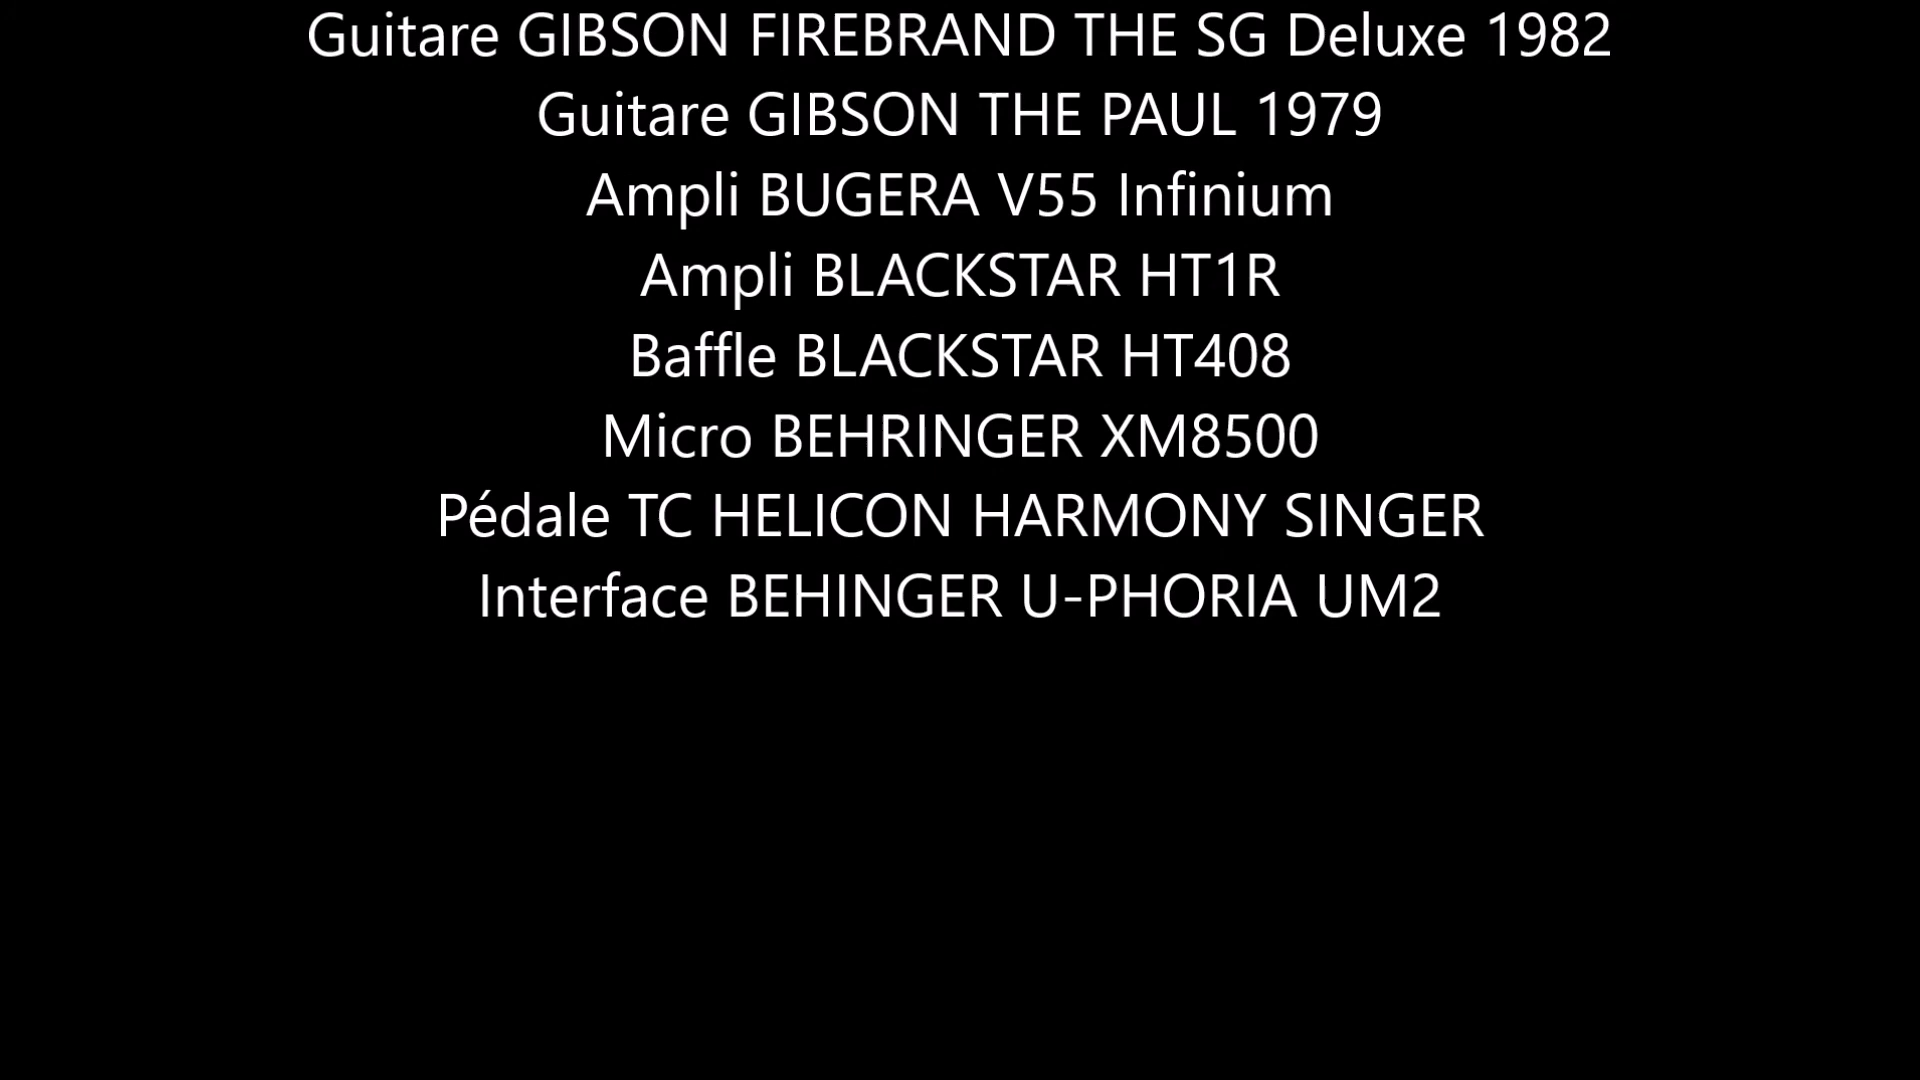 Guitare GIBSON FIREBRAND THE SG Deluxe 1982
Guitare GIBSON THE PAUL 1979
Ampli BUGERA V55 Infinium
Ampli BLACKSTAR HT1R
Baffle BLACKSTAR HT408
Micro BEHRINGER XM8500
Pédale TC HELICON HARMONY SINGER
Interface BEHINGER U-PHORIA UM2